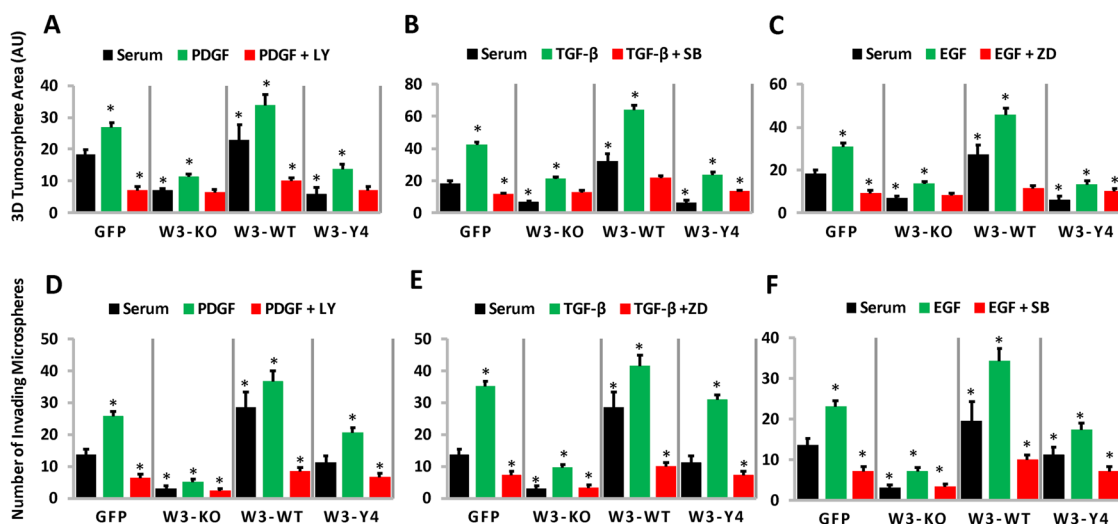 A
Serum PDGF PDGF + LY
3D Tumosrphere Area (AU)
40
30
20
10
0
* * * * * * * * * *
GFP W3-KO W3-WT W3-Y4
B
Serum TGF-β TGF-β + SB
80
60
40
20
0
* * * * * * * * *
GFP W3-KO W3-WT W3-Y4
C
Serum EGF EGF + ZD
60
40
20
0
* * * * * * * * *
GFP W3-KO W3-WT W3-Y4
D
Serum PDGF PDGF + LY
Number of Invading Microspheres
50
40
30
20
10
0
* * * * * * * * * *
GFP W3-KO W3-WT W3-Y4
E
Serum TGF-β TGF-β +ZD
50
40
30
20
10
0
* * * * * * * * * *
GFP W3-KO W3-WT W3-Y4
F
Serum EGF EGF + SB
40
30
20
10
0
* * * * * * * * * * *
GFP W3-KO W3-WT W3-Y4